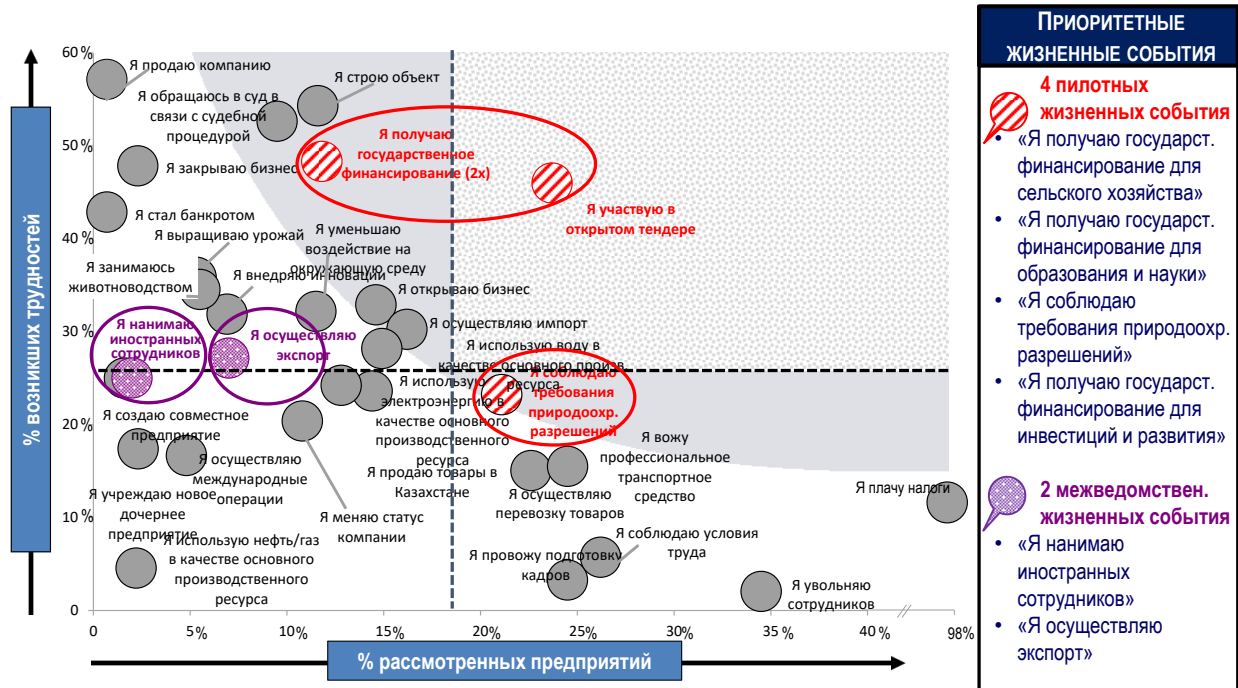 % возникших трудностей
60 %
50 %
40 %
30 %
20 %
10 %
0
Я продаю компанию
Я обращаюсь в суд в
связи с судебной
процедурой
Я строю объект
Я закрываю бизнес
Я получаю
государственное
финансирование (2x)
Я участвую в
открытом тендере
Я стал банкротом
Я выращиваю урожай
Я уменьшаю
воздействие на
окружающую среду
Я занимаюсь
животноводством
Я внедряю инновации
Я открываю бизнес
Я нанимаю
иностранных
сотрудников
Я осуществляю
экспорт
Я осуществляю импорт
Я использую воду в
качестве основного произв.
ресурса
Я соблюдаю
требования
природоохр.
разрешений
Я использую
электроэнергию в
качестве основного
производственного
ресурса
Я создаю совместное
предприятие
Я осуществляю
международные
операции
Я продаю товары в
Казахстане
Я вожу
профессиональное
транспортное
средство
Я учреждаю новое
дочернее
предприятие
Я меняю статус
компании
Я осуществляю
перевозку товаров
Я плачу налоги
Я использую нефть/газ
в качестве основного
производственного
ресурса
Я провожу подготовку
кадров
Я соблюдаю условия
труда
Я увольняю
сотрудников
0
5%
10%
15%
20%
25%
30%
35%
40 %
98%
% рассмотренных предприятий
ПРИОРИТЕТНЫЕ
ЖИЗНЕННЫЕ СОБЫТИЯ
4 пилотных
жизненных события
• «Я получаю государст.
финансирование для
сельского хозяйства»
• «Я получаю государст.
финансирование для
образования и науки»
• «Я соблюдаю
требования природоохр.
разрешений»
• «Я получаю государст.
финансирование для
инвестиций и развития»
2 межведомствен.
жизненных события
• «Я нанимаю
иностранных
сотрудников»
• «Я осуществляю
экспорт»